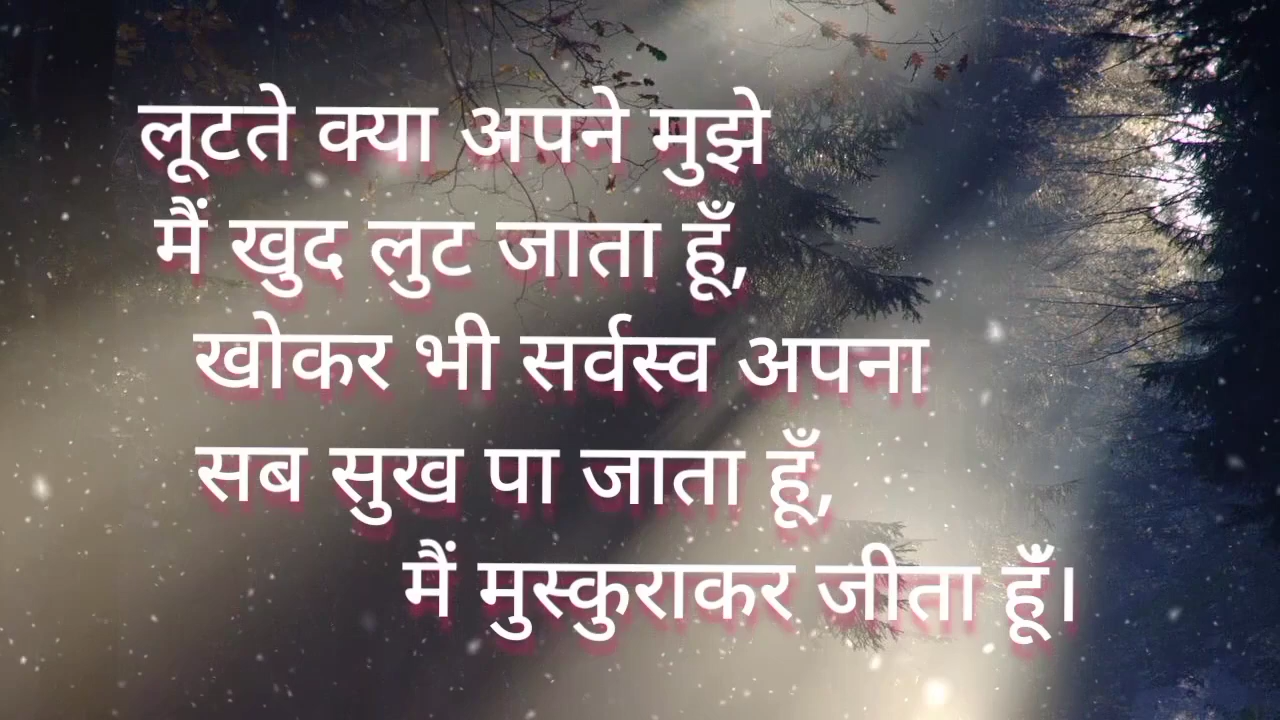 लूटते क्या अपने मुझे
मैं खुद लुट जाता हूँ,
खोकर भी सर्वस्व अपना
सब सुख पा जाता हूँ,
मैं मुस्कुराकर जीता हूँ।